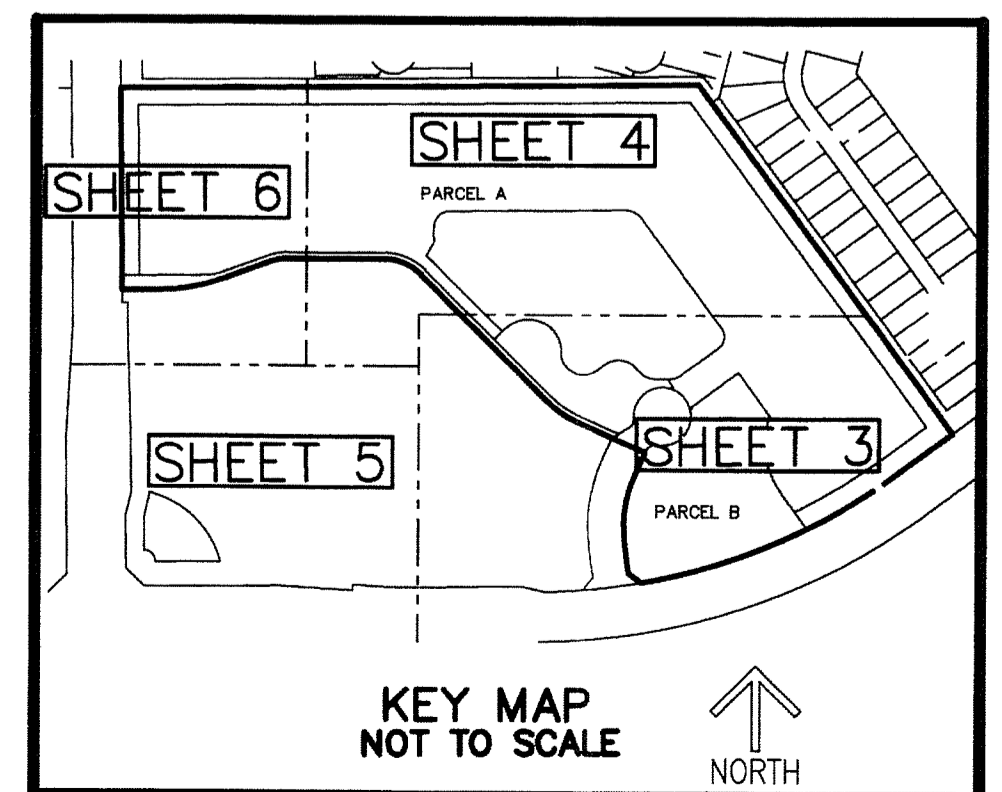 SHEET 4
SHEET 6
PARCEL A
SHEET 3
SHEET 5
PARCEL B
KEY MAP
NOT TO SCALE
NORTH